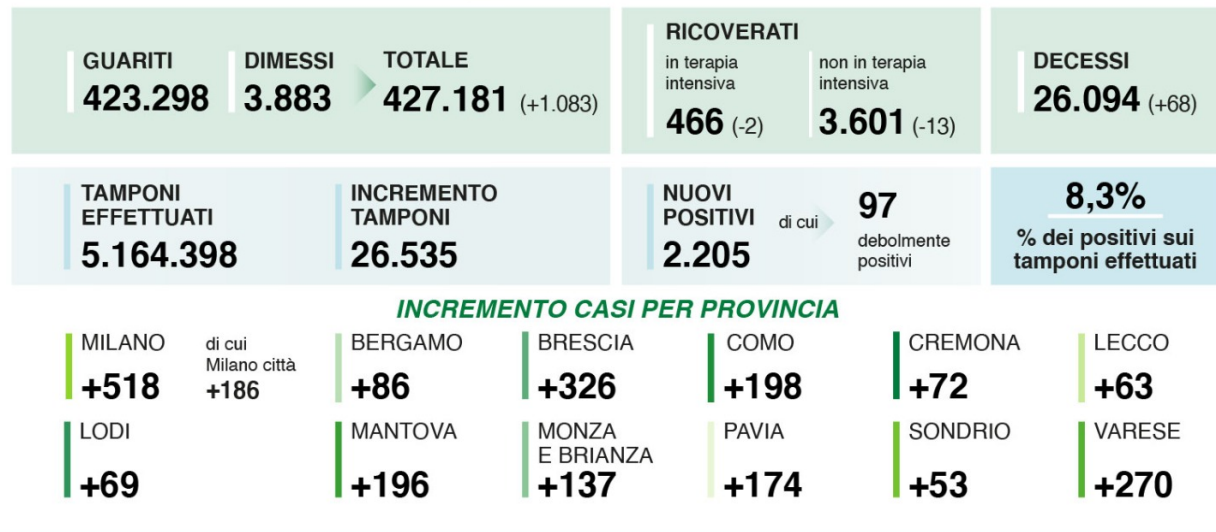 GUARITI
423.298
DIMESSI
3.883
TOTALE
427.181 (+1.083)
RICOVERATI
in terapia
intensiva
466 (-2)
non in terapia
intensiva
3.601 (-13)
DECESSI
26.094 (+68)
TAMPONI
EFFETTUATI
5.164.398
INCREMENTO
TAMPONI
26.535
NUOVI
POSITIVI
2.205
di cui
97
debolmente
positivi
8,3%
% dei positivi sui
tamponi effettuati
INCREMENTO CASI PER PROVINCIA
MILANO
+518
di cui
Milano città
+186
BERGAMO
+86
BRESCIA
+326
COMO
+198
CREMONA
+72
LECCO
+63
LODI
+69
MANTOVA
+196
MONZA
E BRIANZA
+137
PAVIA
+174
SONDRIO
+53
VARESE
+270